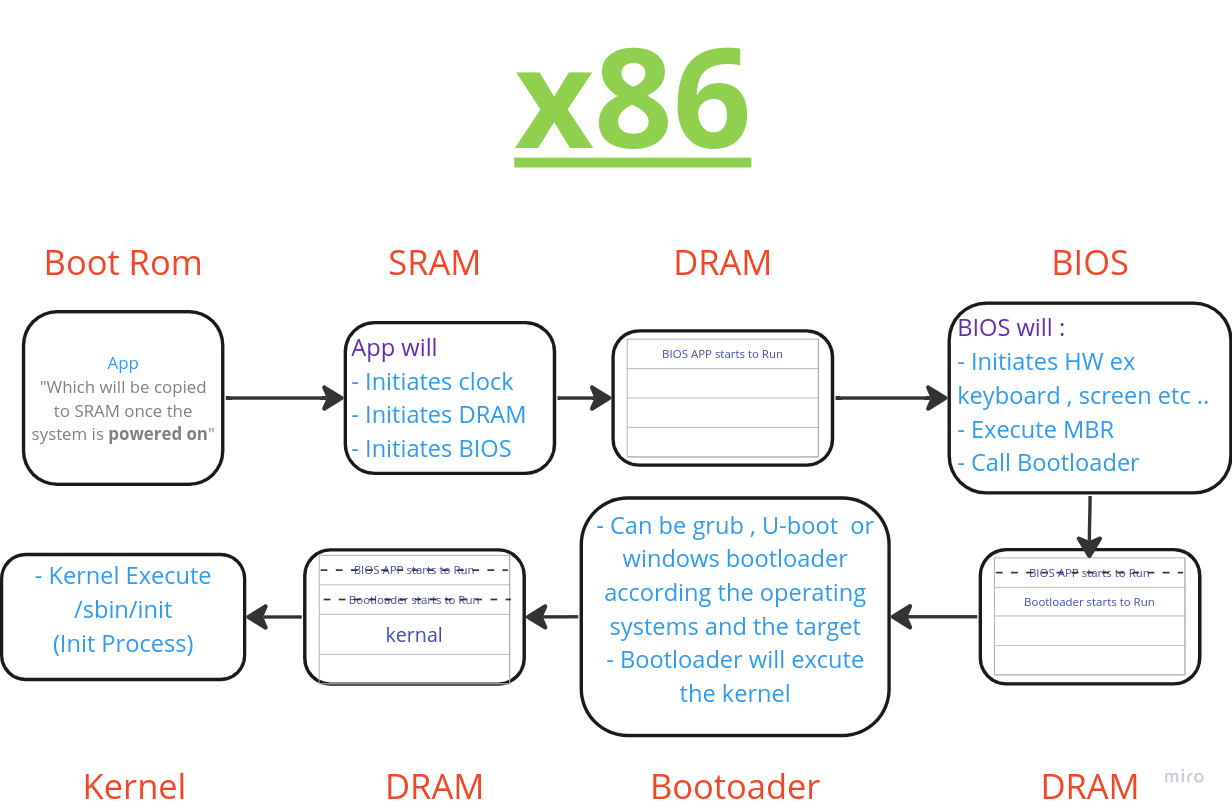 x86
Boot Rom
SRAM
DRAM
BIOS
App
"Which will be copied
to SRAM once the
system is powered on"
App will
- Initiates clock
- Initiates DRAM
- Initiates BIOS
BIOS APP starts to Run
BIOS will :
- Initiates HW ex
keyboard , screen etc ..
- Execute MBR
- Call Bootloader
BIOS APP starts to Run
Bootloader starts to Run
- Can be grub , U-boot or
windows bootloader
according the operating
systems and the target
- Bootloader will excute
the kernel
BIOS APP starts to Run
Bootloader starts to Run
kernal
- Kernel Execute
/sbin/init
(Init Process)
Kernel
DRAM
Bootoader
DRAM
miro